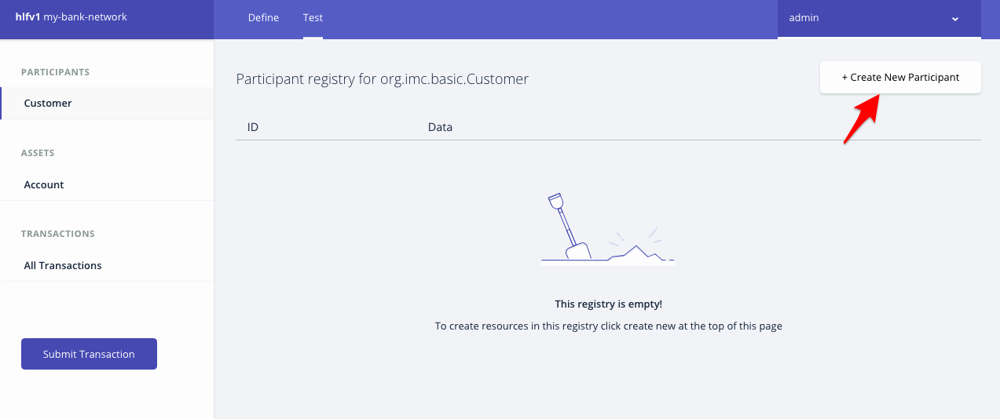 hlfv1 my-bank-network
Define
Test
admin
PARTICIPANTS
Customer
ASSETS
Account
TRANSACTIONS
All Transactions
Submit Transaction
Participant registry for org.imc.basic.Customer
+ Create New Participant
ID
Data
This registry is empty!
To create resources in this registry click create new at the top of this page